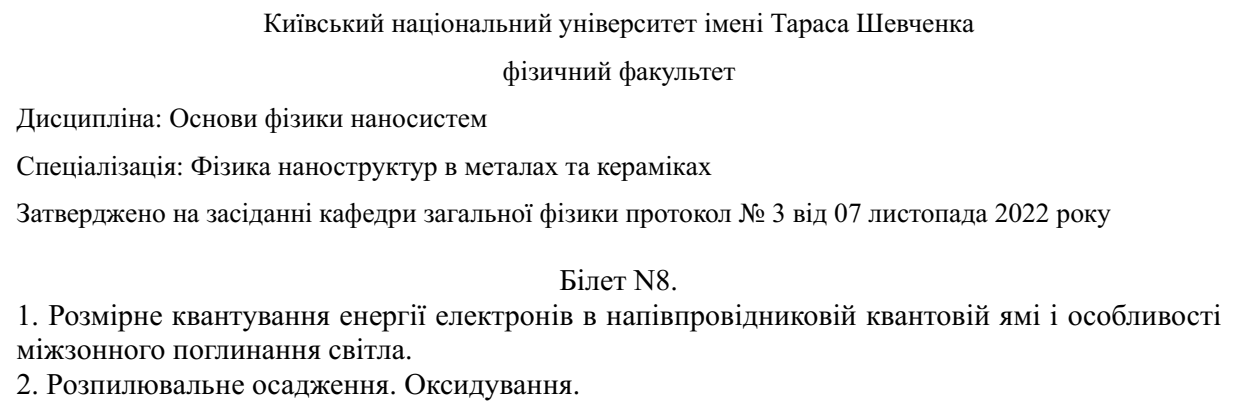 Київський національний університет імені Тараса Шевченка
фізичний факультет
Дисципліна: Основи фізики наносистем
Спеціалізація: Фізика наноструктур в металах та кераміках
Затверджено на засіданні кафедри загальної фізики протокол № 3 від 07 листопада 2022 року
Білет N8.
1. Розмірне квантування енергії електронів в напівпровідниковій квантовій ямі і особливості
міжзонного поглинання світла.
2. Розпилювальне осадження. Оксидування.